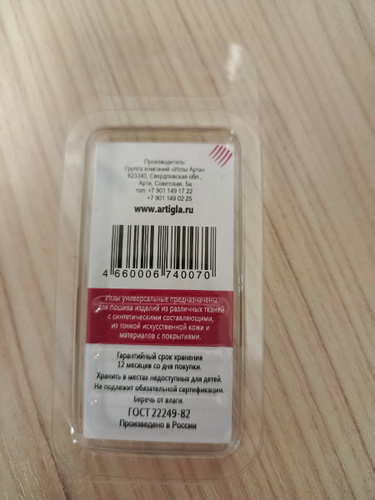 Производитель:
Группа компаний «Иглы Арти»
623340, Свердловская обл.,
Арти, Советская, 5а
тел: +7 901 149 17 22
+7 901 149 02 25
www.artigla.ru
4 660006 740070
Иглы универсальные предназначены
для пошива изделий из различных тканей
с синтетическими составляющими,
из тонкой искусственной кожи и
материалов с покрытиями.
Гарантийный срок хранения
12 месяцев со дня покупки.
Хранить в местах недоступных для детей.
Не подлежит обязательной сертификации.
Беречь от влаги.
ГОСТ 22249-82
Произведено в России